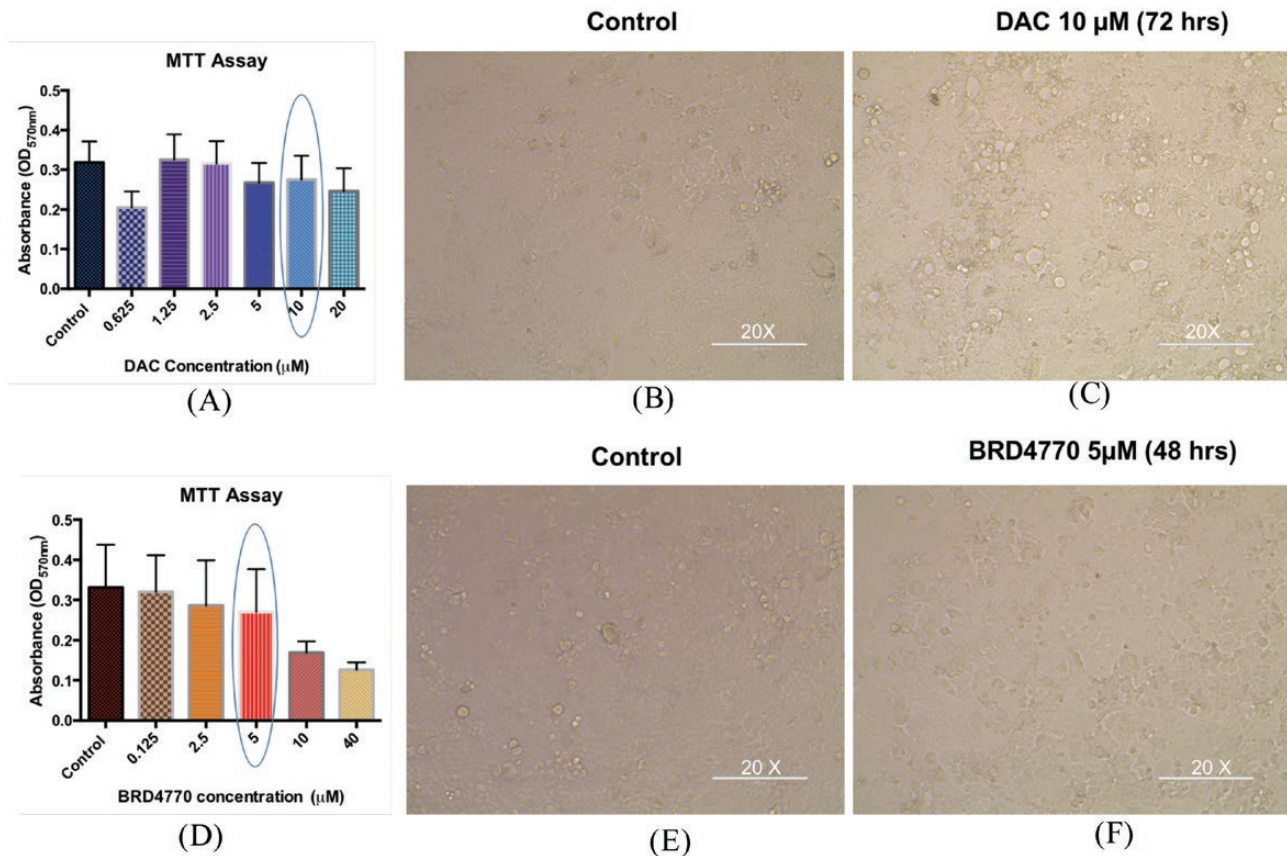 MTT Assay
Absorbance (OD570nm)
0.5
0.4
0.3
0.2
0.1
0.0
Control
0.625
1.25
2.5
5
10
20
DAC Concentration (μM)
(A)
Control
20X
(B)
DAC 10 µM (72 hrs)
20X
(C)
MTT Assay
Absorbance (OD570nm)
0.5
0.4
0.3
0.2
0.1
0.0
Control
0.125
2.5
5
10
40
BRD4770 concentration (μM)
(D)
Control
20 X
(E)
BRD4770 5µM (48 hrs)
20 X
(F)